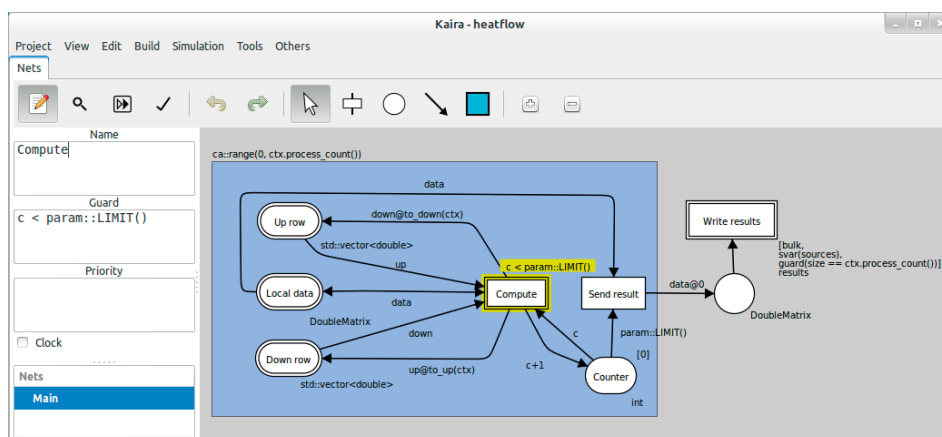 Kaira - heatflow
Project View Edit Build Simulation Tools Others
Nets
Name
Compute
Guard
c < param::LIMIT()
Priority
Clock
Nets
Main
ca::range(0, ctx.process_count())
data
Up row
down@to_down(ctx)
std::vector<double>
up
c < param::LIMIT()
Local data
data
Compute
Send result
data@0
DoubleMatrix
down
c
param::LIMIT()
Down row
up@to_up(ctx)
std::vector<double>
c+1
[0]
Counter
int
Write results
[bulk,
svar(sources),
guard(size == ctx.process_count())]
results
DoubleMatrix